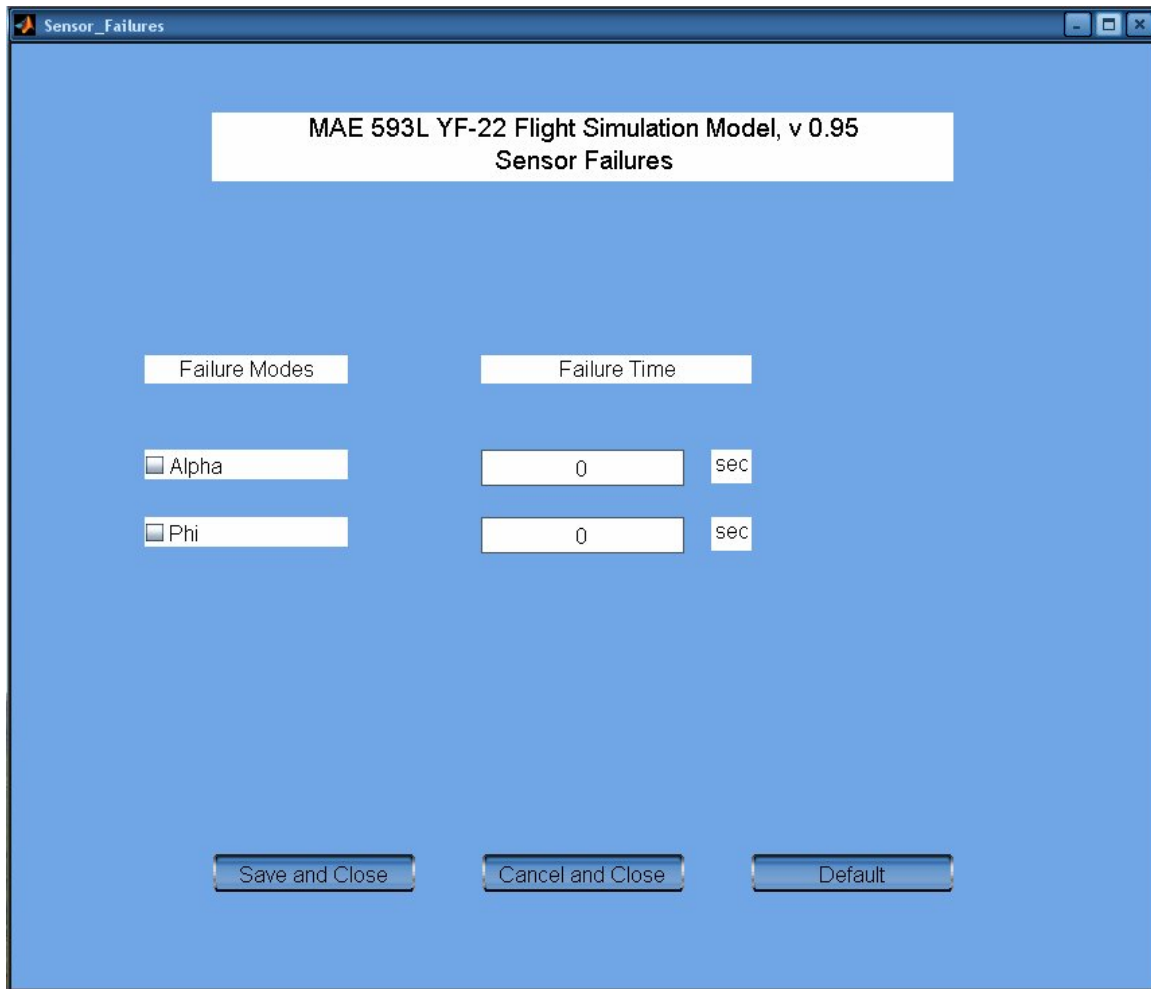 Sensor_Failures
MAE 593L YF-22 Flight Simulation Model, v 0.95
Sensor Failures
Failure Modes
Failure Time
Alpha
0
sec
Phi
0
sec
Save and Close
Cancel and Close
Default